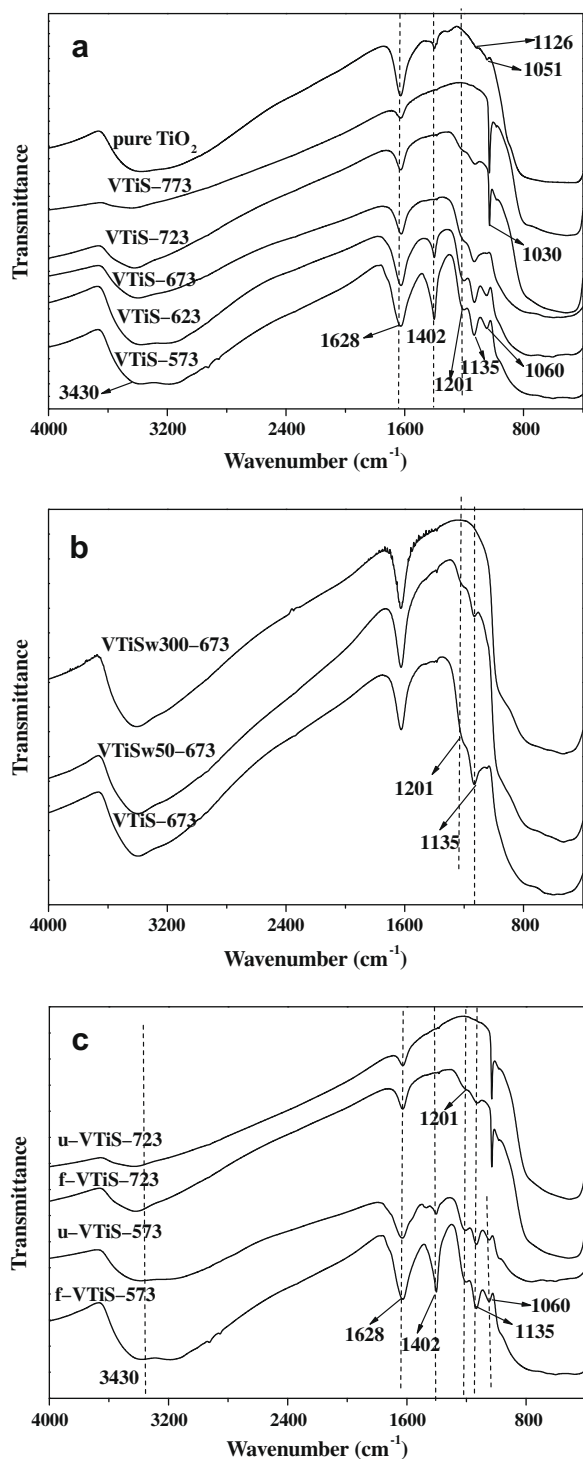 a
1126
1051
pure TiO₂
VTiS–773
VTiS–723
VTiS–673
VTiS–623
VTiS–573
1030
1628
1402
1201
1135
1060
3430
Transmittance
4000 3200 2400 1600 800
Wavenumber (cm⁻¹)
b
VTiSw300–673
VTiSw50–673
VTiS–673
1201
1135
Transmittance
4000 3200 2400 1600 800
Wavenumber (cm⁻¹)
c
1201
u–VTiS–723
f–VTiS–723
u–VTiS–573
f–VTiS–573
1060
1628
1402
1135
3430
Transmittance
4000 3200 2400 1600 800
Wavenumber (cm⁻¹)